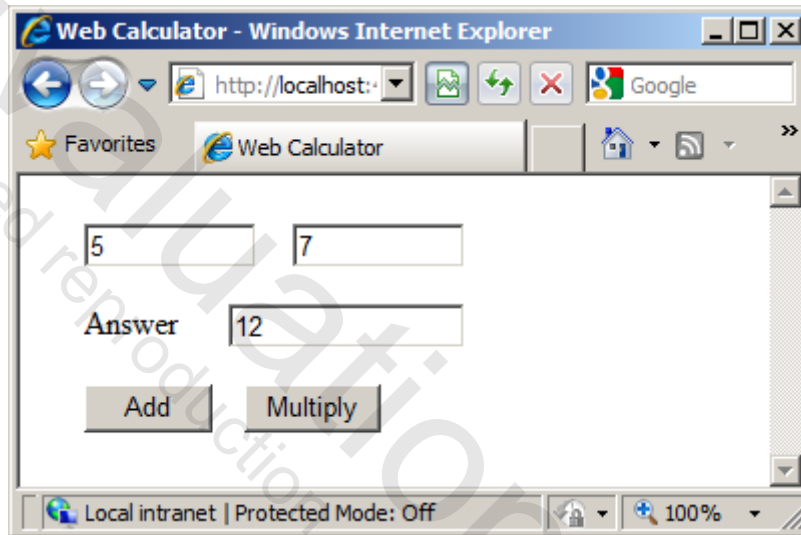 Web Calculator - Windows Internet Explorer
http://localhost:
Google
Favorites
Web Calculator
5 7
Answer 12
Add Multiply
Local intranet | Protected Mode: Off 100%